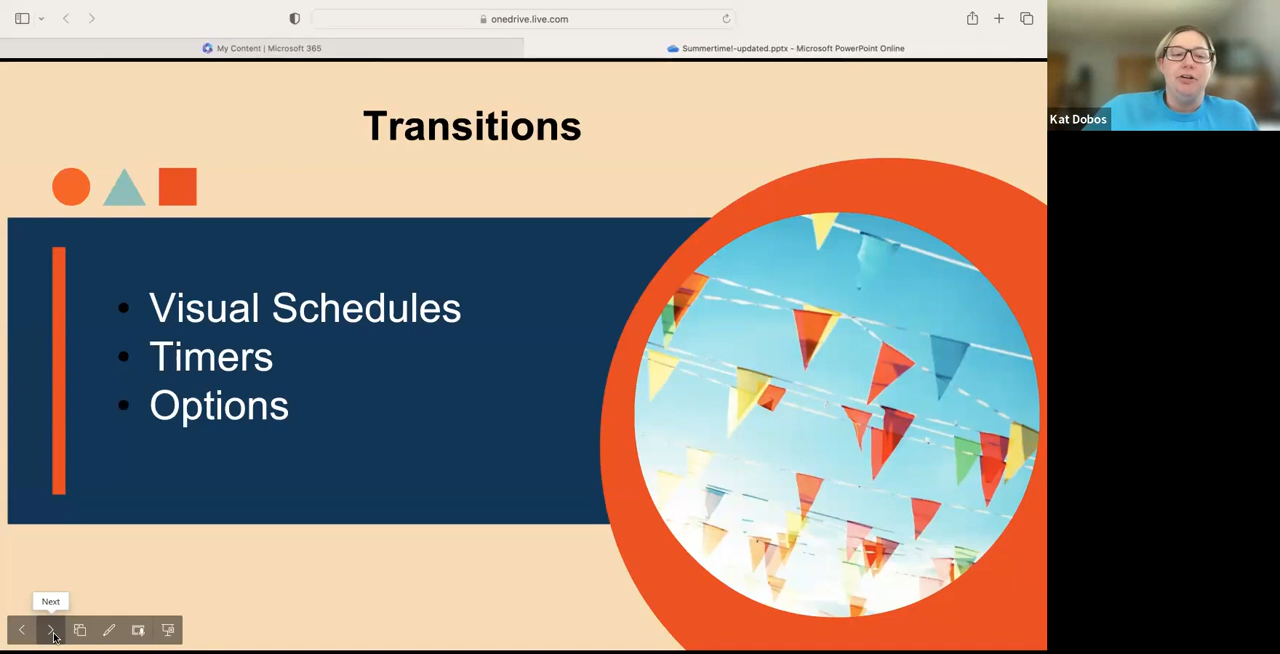 onedrive.live.com
My Content | Microsoft 365
Summertime!-updated.pptx - Microsoft PowerPoint Online
Kat Dobos
Transitions
• Visual Schedules
• Timers
• Options
Next